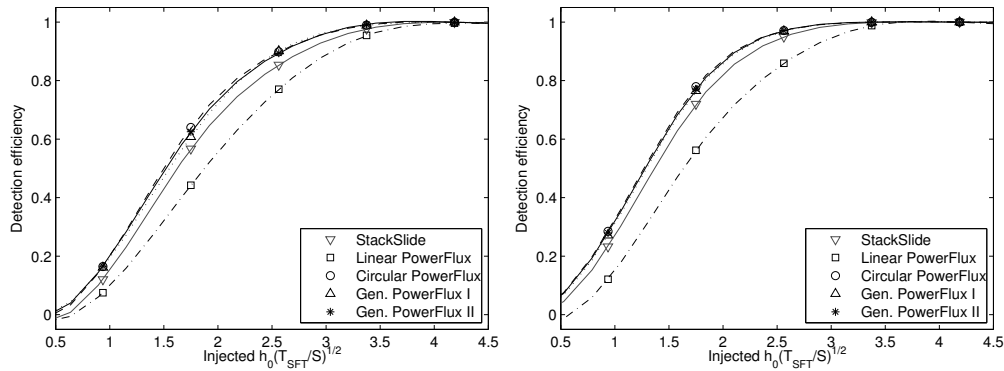 1
0.8
0.6
0.4
0.2
0
Detection efficiency
StackSlide
Linear PowerFlux
Circular PowerFlux
Gen. PowerFlux I
Gen. PowerFlux II
0.5 1 1.5 2 2.5 3 3.5 4 4.5
Injected h₀(T_SFT/S)^1/2
1
0.8
0.6
0.4
0.2
0
Detection efficiency
StackSlide
Linear PowerFlux
Circular PowerFlux
Gen. PowerFlux I
Gen. PowerFlux II
0.5 1 1.5 2 2.5 3 3.5 4 4.5
Injected h₀(T_SFT/S)^1/2